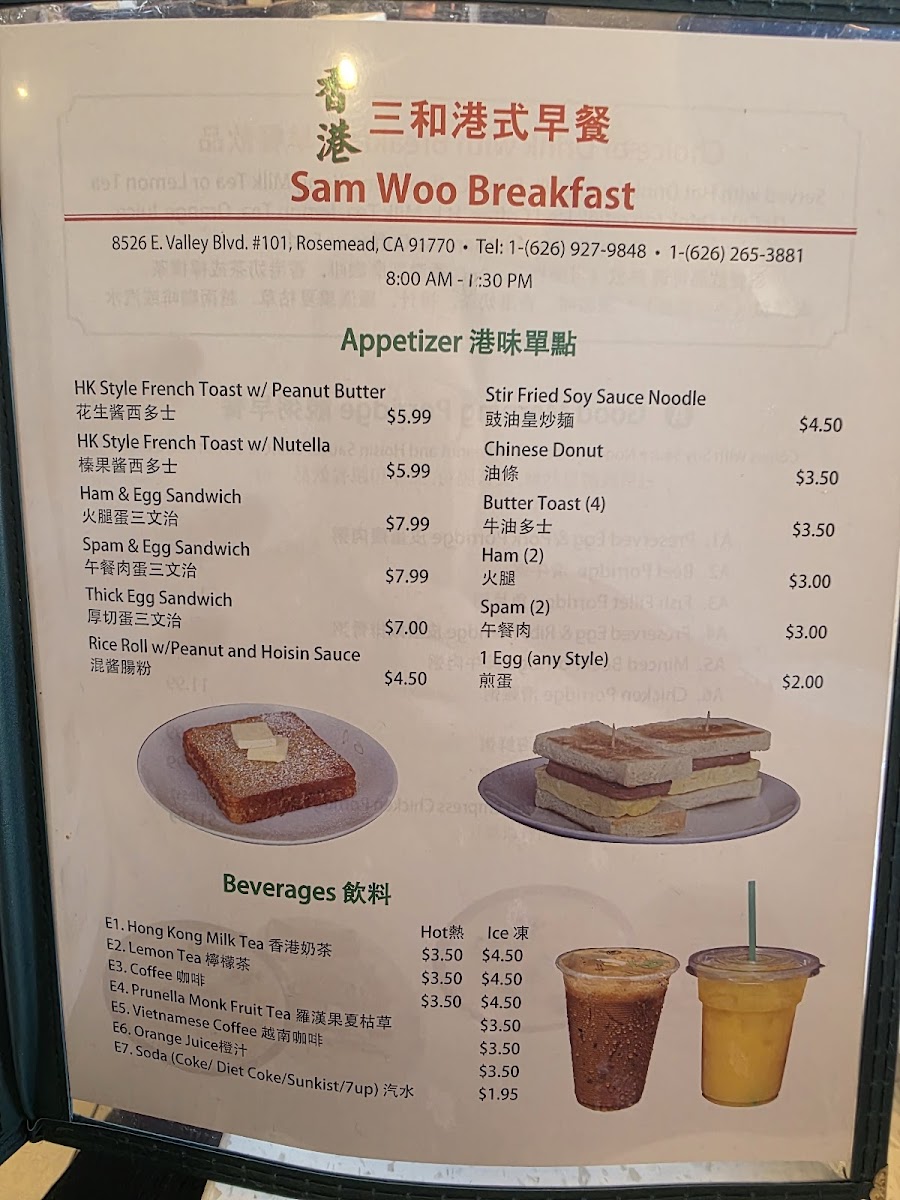 香港
三和港式早餐
Sam Woo Breakfast
8526 E. Valley Blvd. #101, Rosemead, CA 91770 • Tel: 1-(626) 927-9848 • 1-(626) 265-3881
8:00 AM - :30 PM
Appetizer 港味單點
HK Style French Toast w/ Peanut Butter
花生酱西多士 $5.99
HK Style French Toast w/ Nutella
榛果酱西多士 $5.99
Ham & Egg Sandwich
火腿蛋三文治 $7.99
Spam & Egg Sandwich
午餐肉蛋三文治 $7.99
Thick Egg Sandwich
厚切蛋三文治 $7.00
Rice Roll w/Peanut and Hoisin Sauce
混酱腸粉 $4.50
Stir Fried Soy Sauce Noodle
豉油皇炒麵 $4.50
Chinese Donut
油條 $3.50
Butter Toast (4)
牛油多士 $3.50
Ham (2)
火腿 $3.00
Spam (2)
午餐肉 $3.00
1 Egg (any Style)
煎蛋 $2.00
Beverages 飲料
Hot熱 Ice 凍
E1. Hong Kong Milk Tea 香港奶茶 $3.50 $4.50
E2. Lemon Tea 檸檬茶 $3.50 $4.50
E3. Coffee 咖啡 $3.50 $4.50
E4. Prunella Monk Fruit Tea 羅漢果夏枯草 $3.50
E5. Vietnamese Coffee 越南咖啡 $3.50
E6. Orange Juice橙汁 $3.50
E7. Soda (Coke/ Diet Coke/Sunkist/7up) 汽水 $1.95